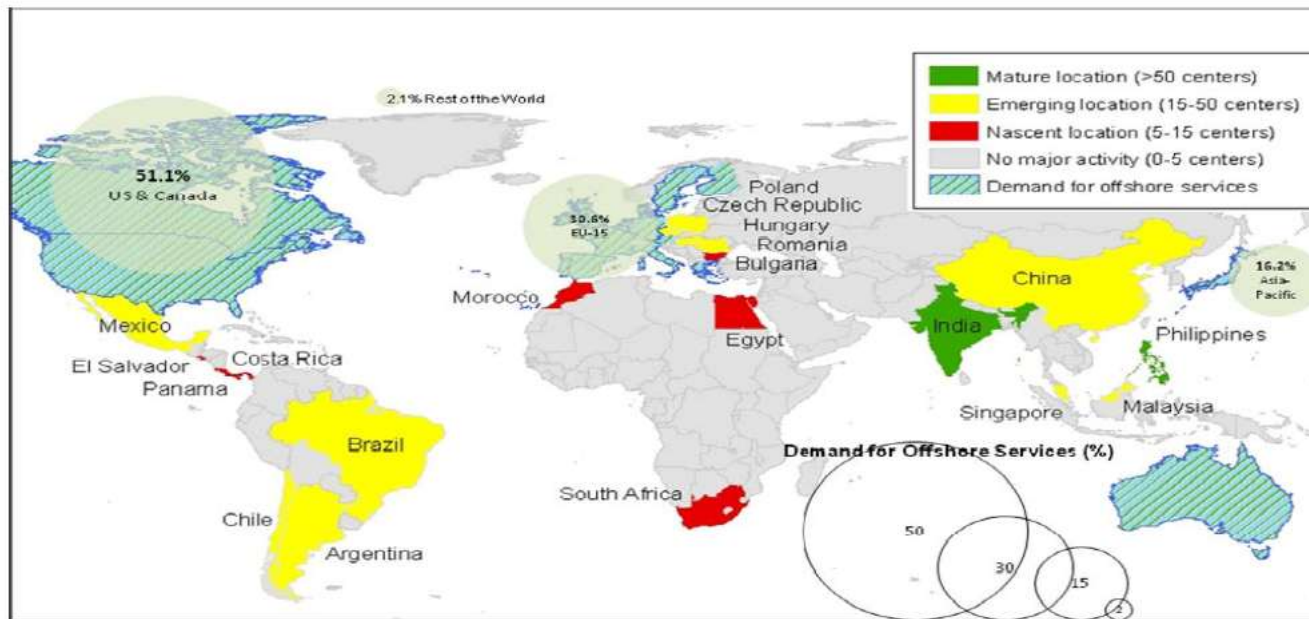 Mature location (>50 centers)
Emerging location (15-50 centers)
Nascent location (5-15 centers)
No major activity (0-5 centers)
Demand for offshore services
2.1% Rest of the World
51.1%
US & Canada
30.6%
EU-15
16.2%
Asia-
Pacific
Poland
Czech Republic
Hungary
Romania
Bulgaria
Morocco
Egypt
China
India
Philippines
Mexico
El Salvador
Costa Rica
Panama
Singapore
Malaysia
Brazil
South Africa
Chile
Argentina
Demand for Offshore Services (%)
50
30
15
2